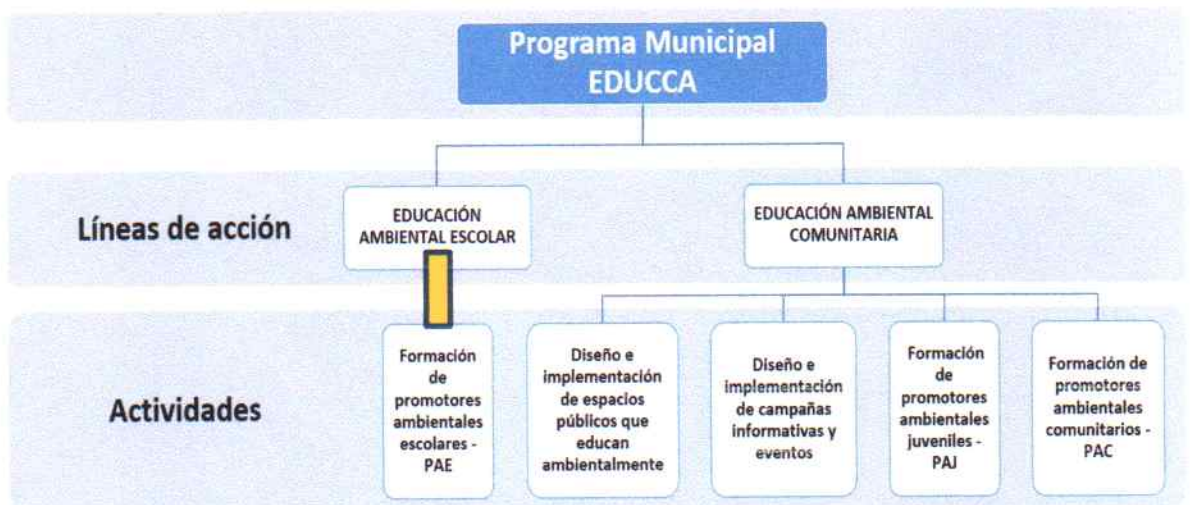 Programa Municipal
EDUCCA
Líneas de acción
EDUCACIÓN
AMBIENTAL ESCOLAR
EDUCACIÓN AMBIENTAL
COMUNITARIA
Actividades
Formación
de
promotores
ambientales
escolares -
PAE
Diseño e
implementación
de espacios
públicos que
educan
ambientalmente
Diseño e
implementación
de campañas
informativas y
eventos
Formación
de
promotores
ambientales
juveniles -
PAJ
Formación de
promotores
ambientales
comunitarios -
PAC